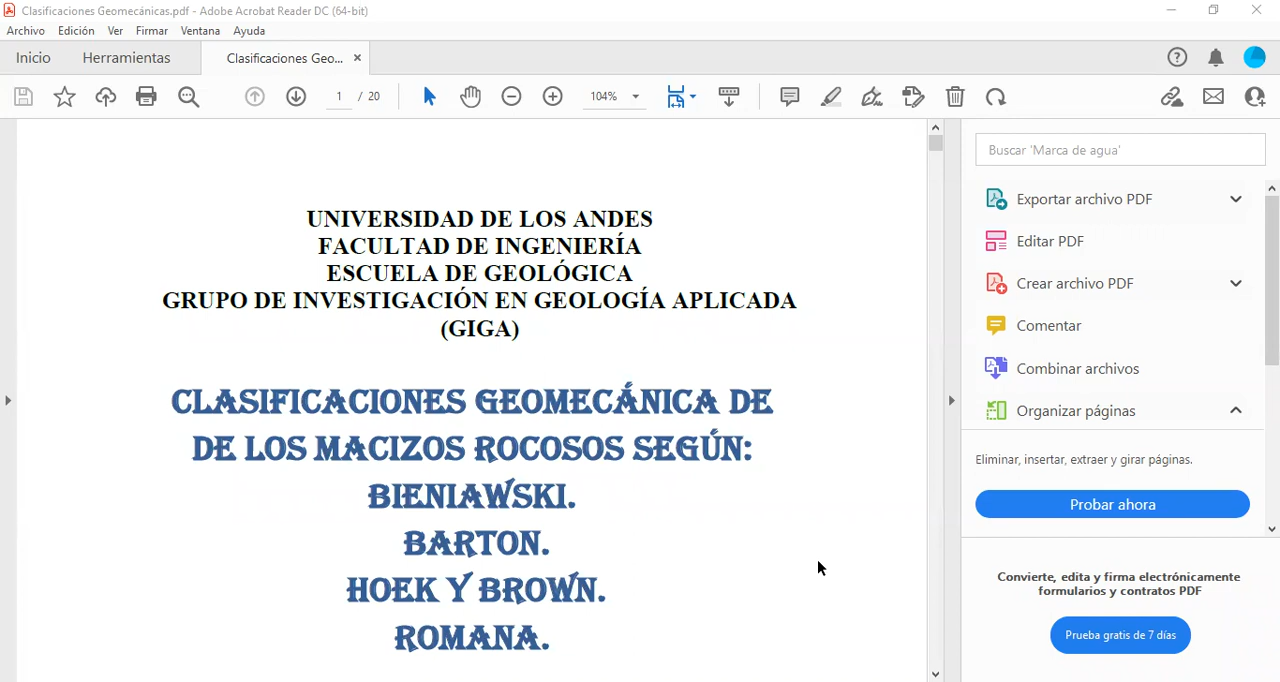 Clasificaciones Geomecánicas.pdf - Adobe Acrobat Reader DC (64-bit)
Archivo Edición Ver Firmar Ventana Ayuda
Inicio Herramientas Clasificaciones Geo... ×
1 / 20 104%
Buscar 'Marca de agua'
Exportar archivo PDF
Editar PDF
Crear archivo PDF
Comentar
Combinar archivos
Organizar páginas
Eliminar, insertar, extraer y girar páginas.
Probar ahora
Convierte, edita y firma electrónicamente
formularios y contratos PDF
Prueba gratis de 7 días
UNIVERSIDAD DE LOS ANDES
FACULTAD DE INGENIERÍA
ESCUELA DE GEOLÓGICA
GRUPO DE INVESTIGACIÓN EN GEOLOGÍA APLICADA
(GIGA)
CLASIFICACIONES GEOMECÁNICA DE
DE LOS MACIZOS ROCOSOS SEGÚN:
BIENIAWSKI.
BARTON.
HOEK Y BROWN.
ROMANA.